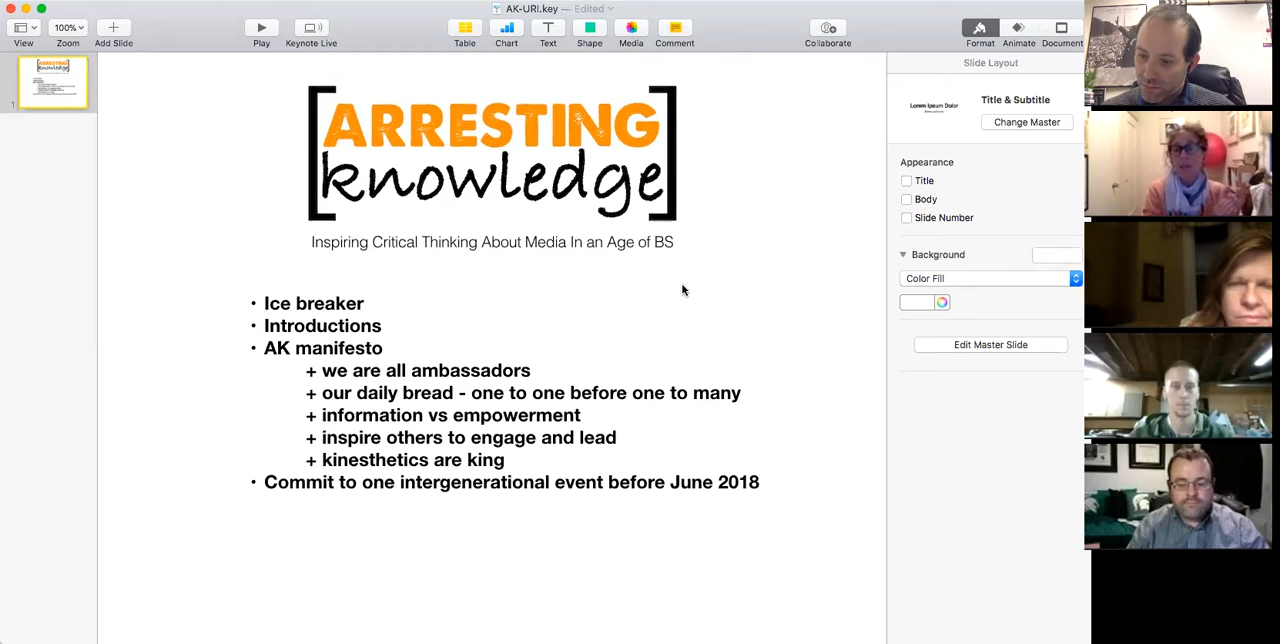 AK-URI.key — Edited
100%
View
Zoom
Add Slide
Play
Keynote Live
Table
Chart
Text
Shape
Media
Comment
Collaborate
Format
Animate
Document
1
ARRESTING
knowledge
Inspiring Critical Thinking About Media In an Age of BS
• Ice breaker
• Introductions
• AK manifesto
+ we are all ambassadors
+ our daily bread - one to one before one to many
+ information vs empowerment
+ inspire others to engage and lead
+ kinesthetics are king
• Commit to one intergenerational event before June 2018
Slide Layout
Lorem Ipsum Dolor
Title & Subtitle
Change Master
Appearance
Title
Body
Slide Number
Background
Color Fill
Edit Master Slide